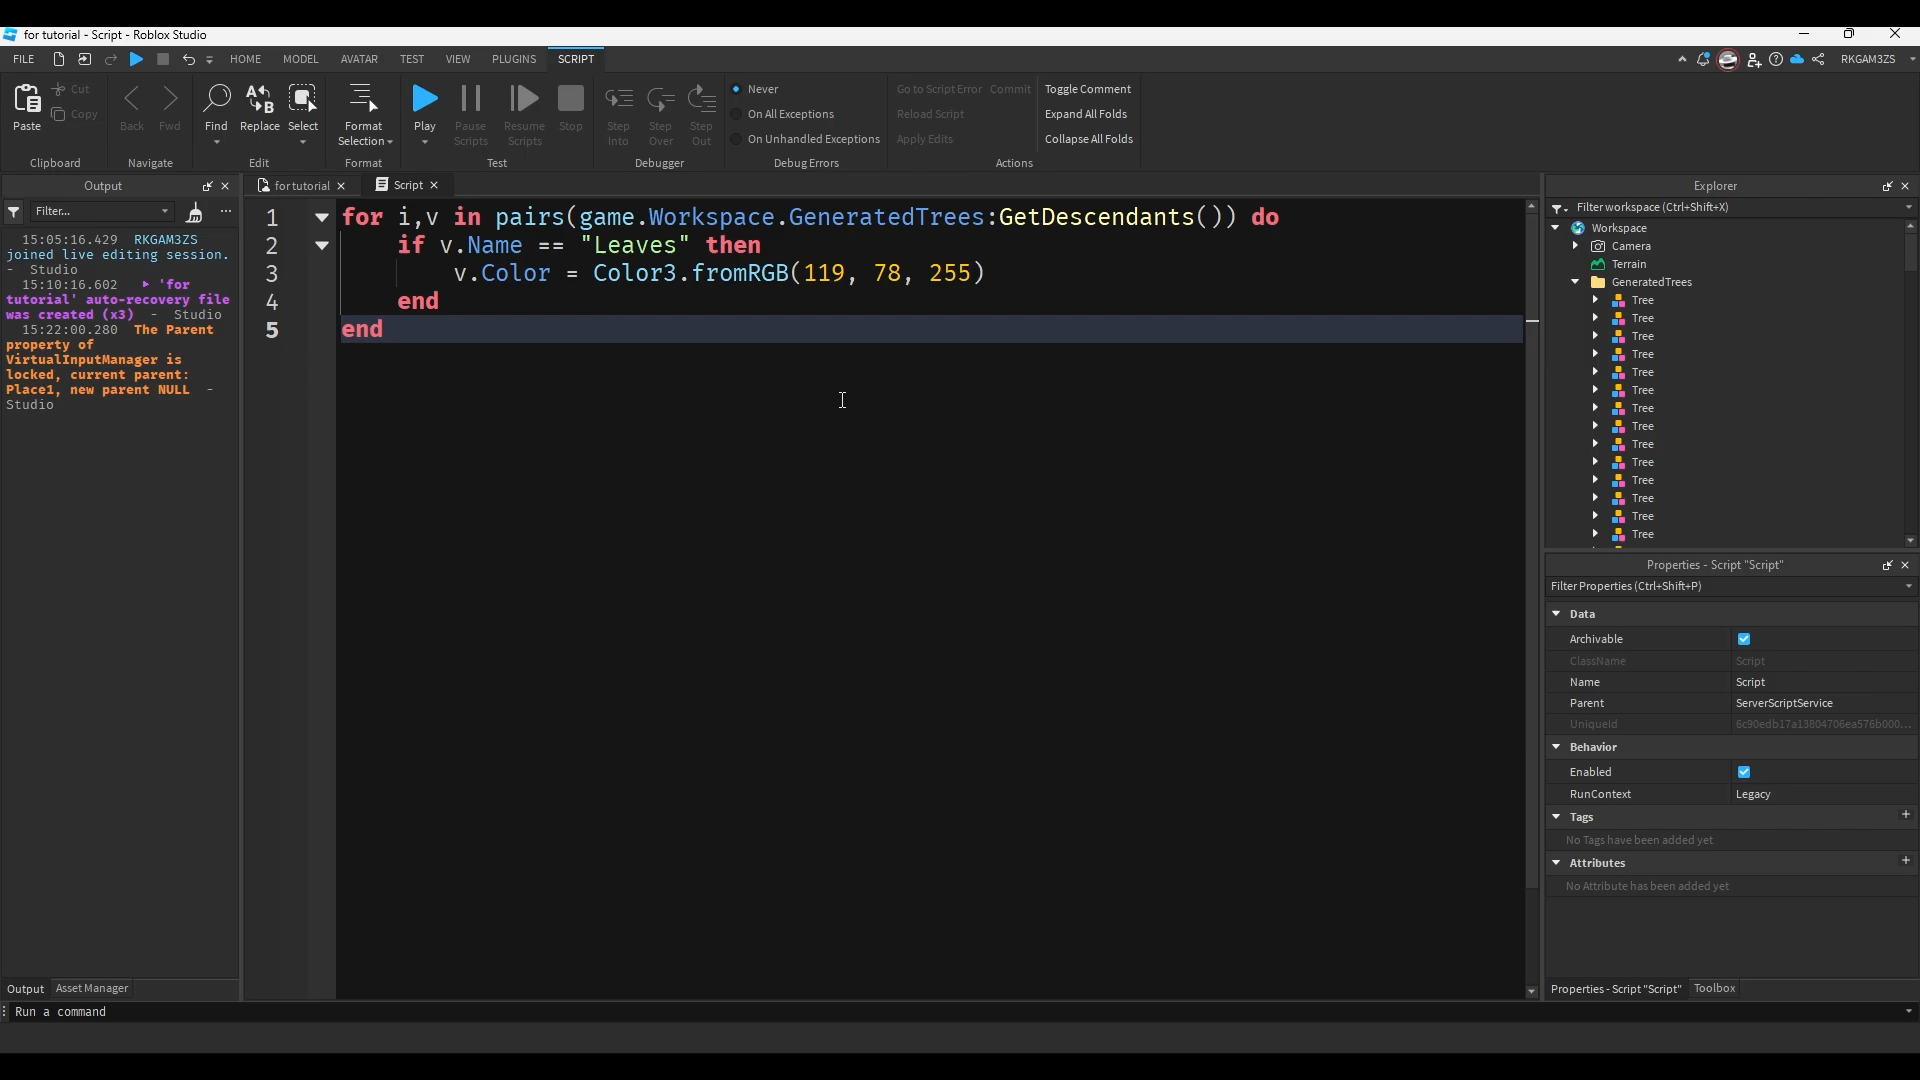 for tutorial - Script - Roblox Studio
FILE HOME MODEL AVATAR TEST VIEW PLUGINS SCRIPT RKGAM3ZS
Paste Cut Copy
Clipboard
Back Fwd
Navigate
Find Replace Select
Edit
Format Selection
Format
Play Pause Scripts Resume Scripts Stop
Test
Step Into Step Over Step Out
Debugger
Never
On All Exceptions
On Unhandled Exceptions
Debug Errors
Go to Script Error Commit Toggle Comment
Reload Script Expand All Folds
Apply Edits Collapse All Folds
Actions
Output
Filter...
15:05:16.429 RKGAM3ZS
joined live editing session.
- Studio
15:10:16.602 'for
tutorial' auto-recovery file
was created (x3) - Studio
15:22:00.280 The Parent
property of
VirtualInputManager is
locked, current parent:
Place1, new parent NULL -
Studio
Output Asset Manager
for tutorial Script
1 for i,v in pairs(game.Workspace.GeneratedTrees:GetDescendants()) do
2 if v.Name == "Leaves" then
3 v.Color = Color3.fromRGB(119, 78, 255)
4 end
5 end
Explorer
Filter workspace (Ctrl+Shift+X)
Workspace
Camera
Terrain
GeneratedTrees
Tree
Tree
Tree
Tree
Tree
Tree
Tree
Tree
Tree
Tree
Tree
Tree
Tree
Tree
Properties - Script "Script"
Filter Properties (Ctrl+Shift+P)
Data
Archivable
ClassName Script
Name Script
Parent ServerScriptService
UniqueId 6c90edb17a13804706ea576b000...
Behavior
Enabled
RunContext Legacy
Tags +
No Tags have been added yet
Attributes +
No Attribute has been added yet
Properties - Script "Script" Toolbox
Run a command